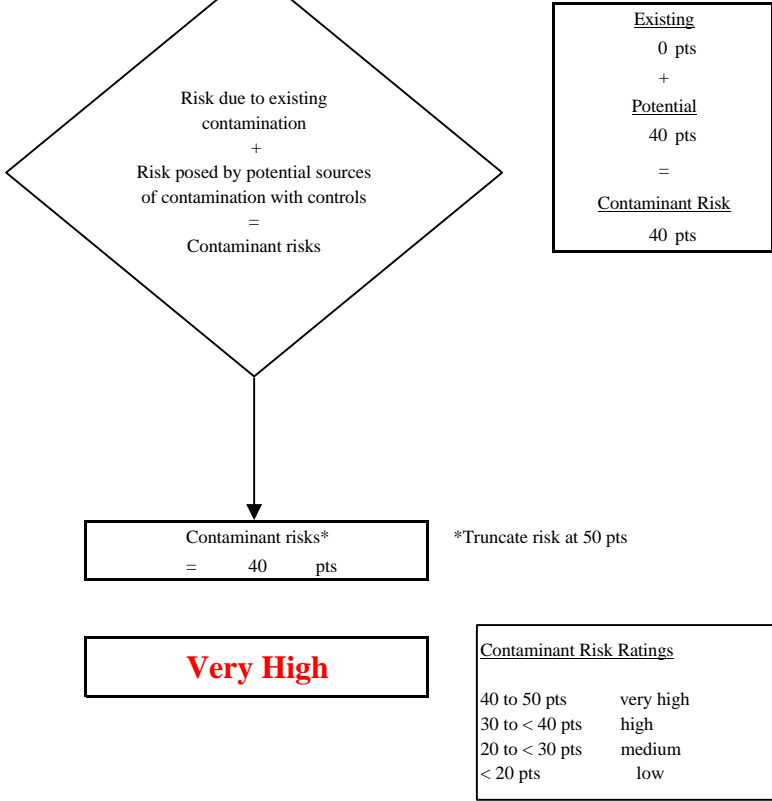 Risk due to existing
contamination
+
Risk posed by potential sources
of contamination with controls
=
Contaminant risks
Existing
0 pts
+
Potential
40 pts
=
Contaminant Risk
40 pts
Contaminant risks*
= 40 pts
*Truncate risk at 50 pts
Very High
Contaminant Risk Ratings
40 to 50 pts very high
30 to < 40 pts high
20 to < 30 pts medium
< 20 pts low